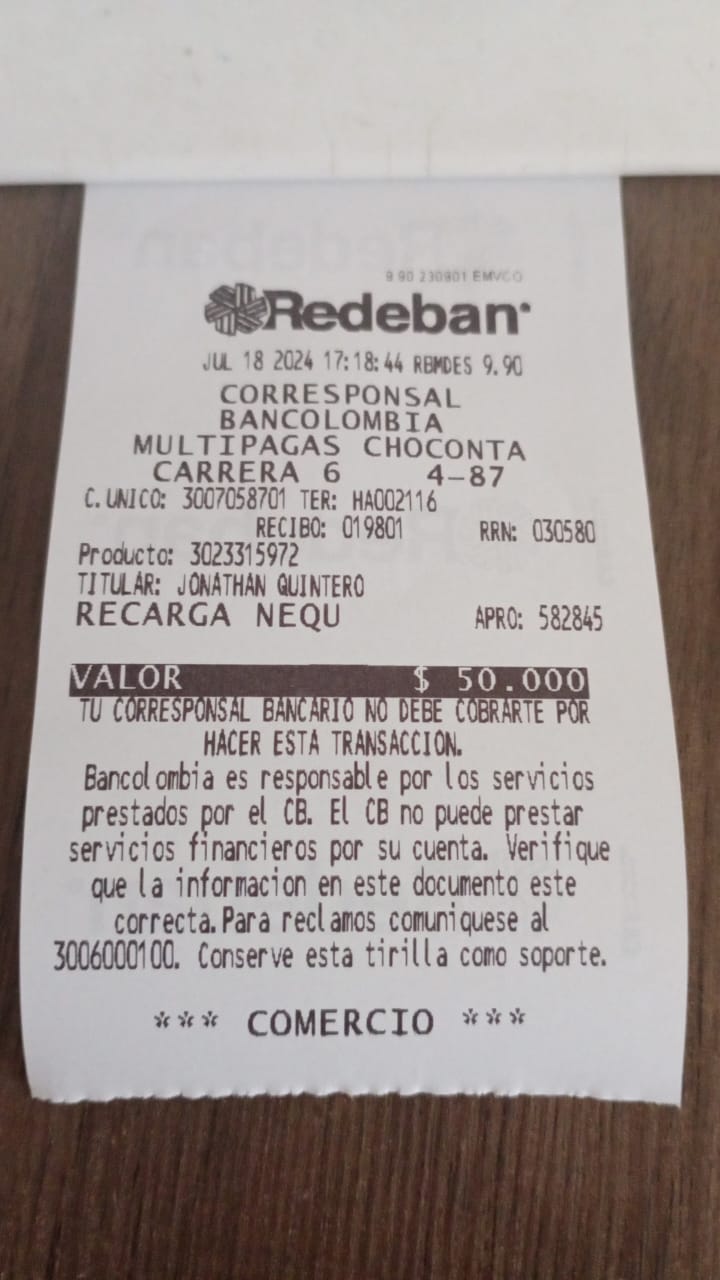 9.90 230901 EMVCO
Redeban
JUL 18 2024 17:18:44 RBMDES 9.90
CORRESPONSAL
BANCOLOMBIA
MULTIPAGAS CHOCONTA
CARRERA 6 4-87
C.UNICO: 3007058701 TER: HA002116
RECIBO: 019801 RRN: 030580
Producto: 3023315972
TITULAR: JONATHAN QUINTERO
RECARGA NEQU APRO: 582845
VALOR $ 50.000
TU CORRESPONSAL BANCARIO NO DEBE COBRARTE POR
HACER ESTA TRANSACCION.
Bancolombia es responsable por los servicios
prestados por el CB. El CB no puede prestar
servicios financieros por su cuenta. Verifique
que la informacion en este documento este
correcta.Para reclamos comuniquese al
3006000100. Conserve esta tirilla como soporte.
*** COMERCIO ***